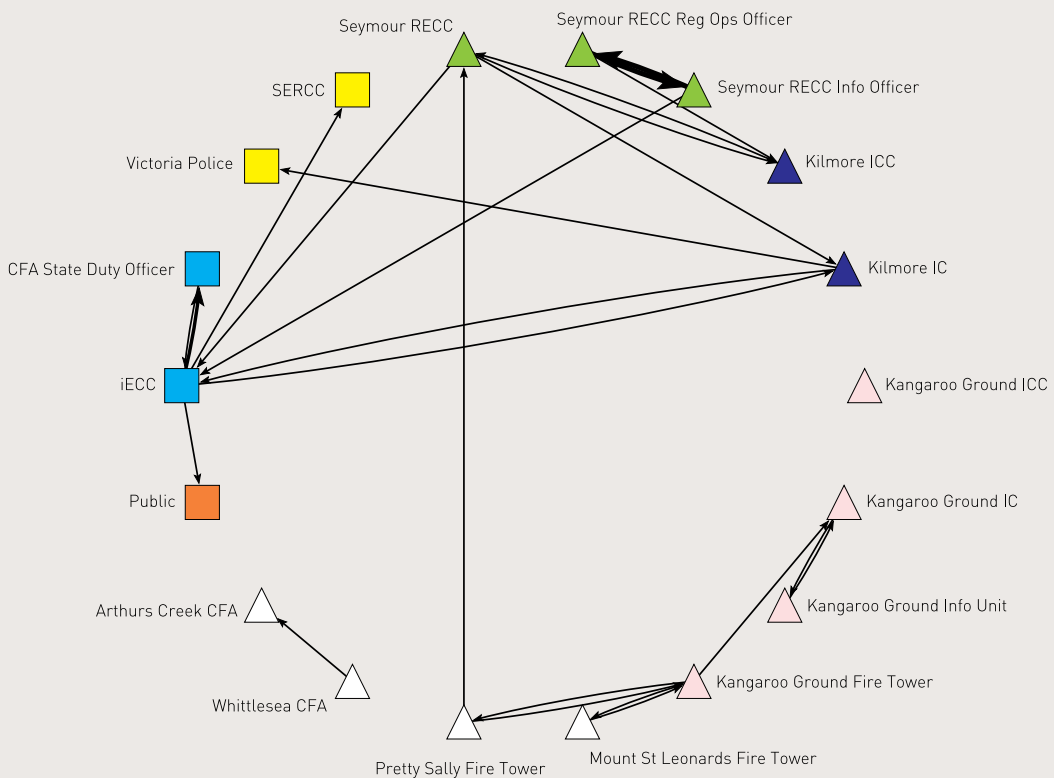 Seymour RECC Reg Ops Officer
Seymour RECC
SERCC
Seymour RECC Info Officer
Victoria Police
Kilmore ICC
CFA State Duty Officer
Kilmore IC
iECC
Kangaroo Ground ICC
Public
Kangaroo Ground IC
Arthurs Creek CFA
Kangaroo Ground Info Unit
Whittlesea CFA
Kangaroo Ground Fire Tower
Pretty Sally Fire Tower
Mount St Leonards Fire Tower